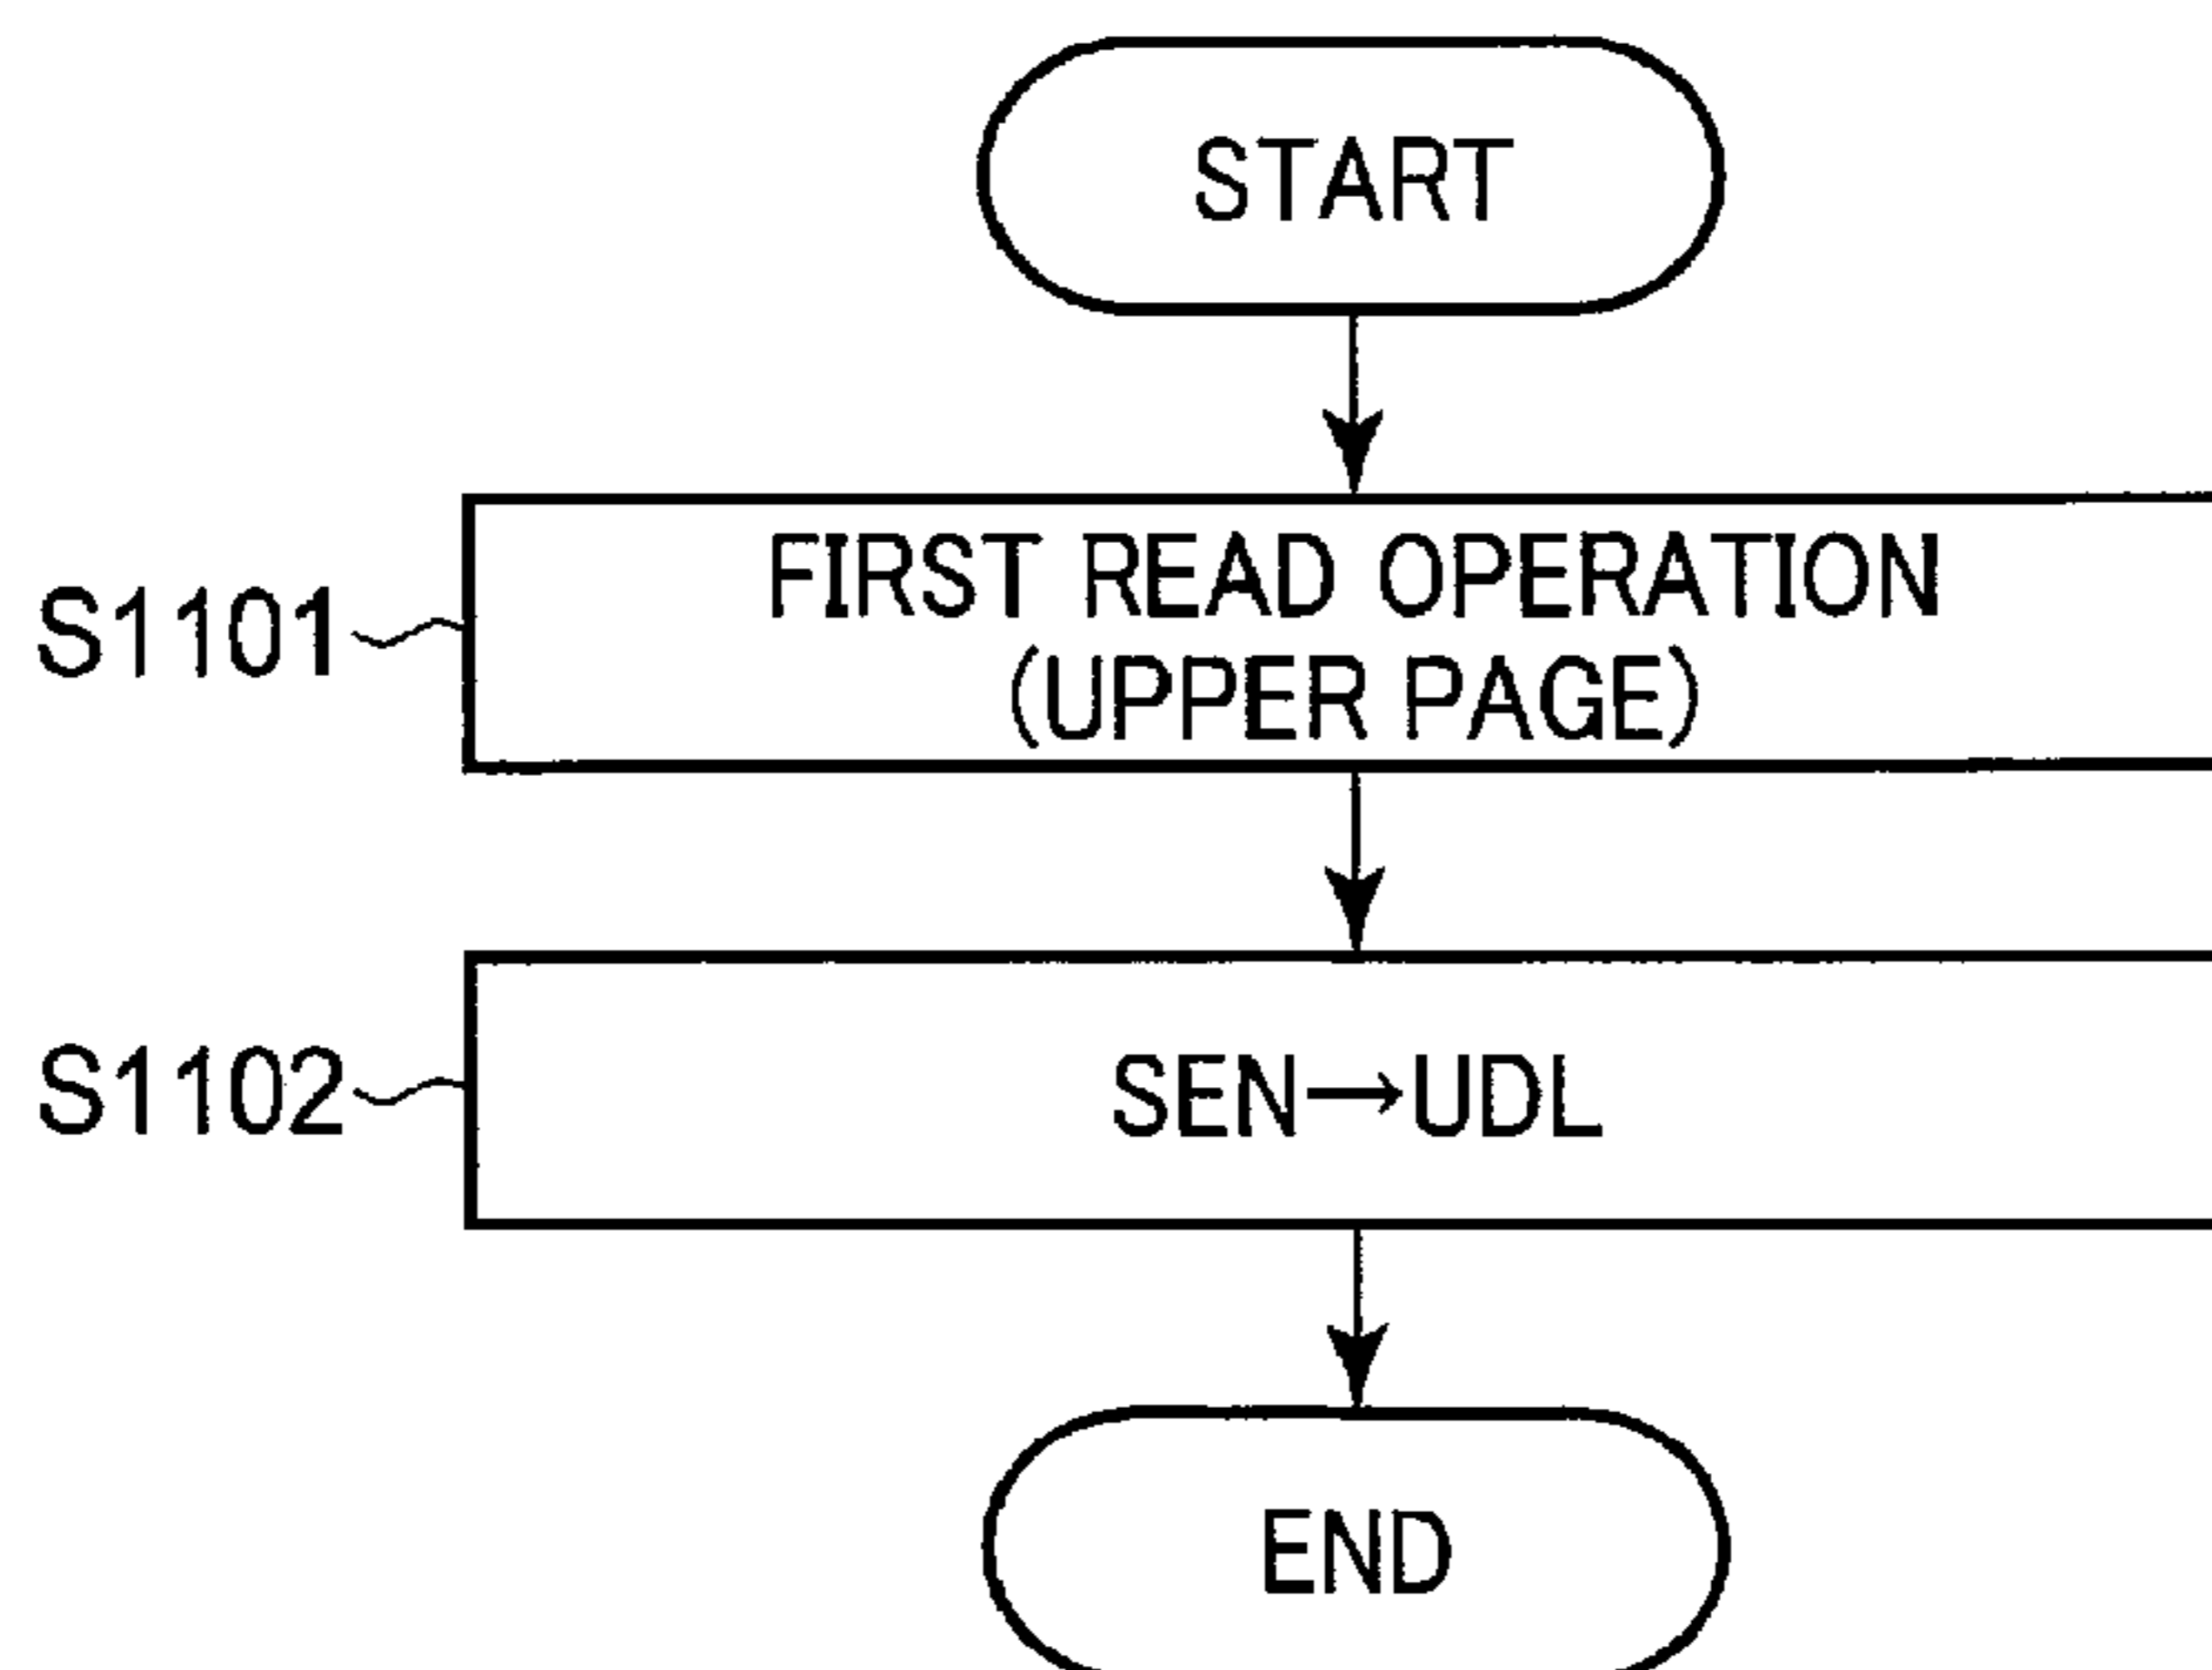 START
FIRST READ OPERATION
(UPPER PAGE)
S1101
SEN→UDL
S1102
END